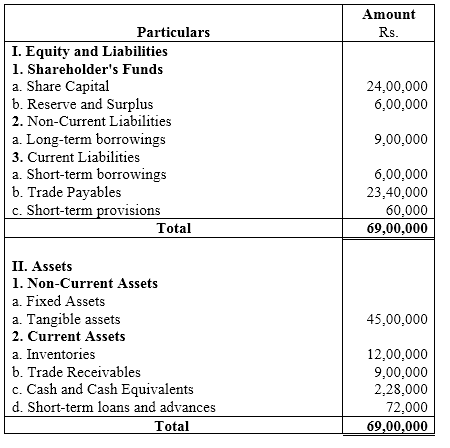 Particulars Amount Rs.
I. Equity and Liabilities
1. Shareholder's Funds
a. Share Capital 24,00,000
b. Reserve and Surplus 6,00,000
2. Non-Current Liabilities
a. Long-term borrowings 9,00,000
3. Current Liabilities
a. Short-term borrowings 6,00,000
b. Trade Payables 23,40,000
c. Short-term provisions 60,000
Total 69,00,000
II. Assets
1. Non-Current Assets
a. Fixed Assets
a. Tangible assets 45,00,000
2. Current Assets
a. Inventories 12,00,000
b. Trade Receivables 9,00,000
c. Cash and Cash Equivalents 2,28,000
d. Short-term loans and advances 72,000
Total 69,00,000